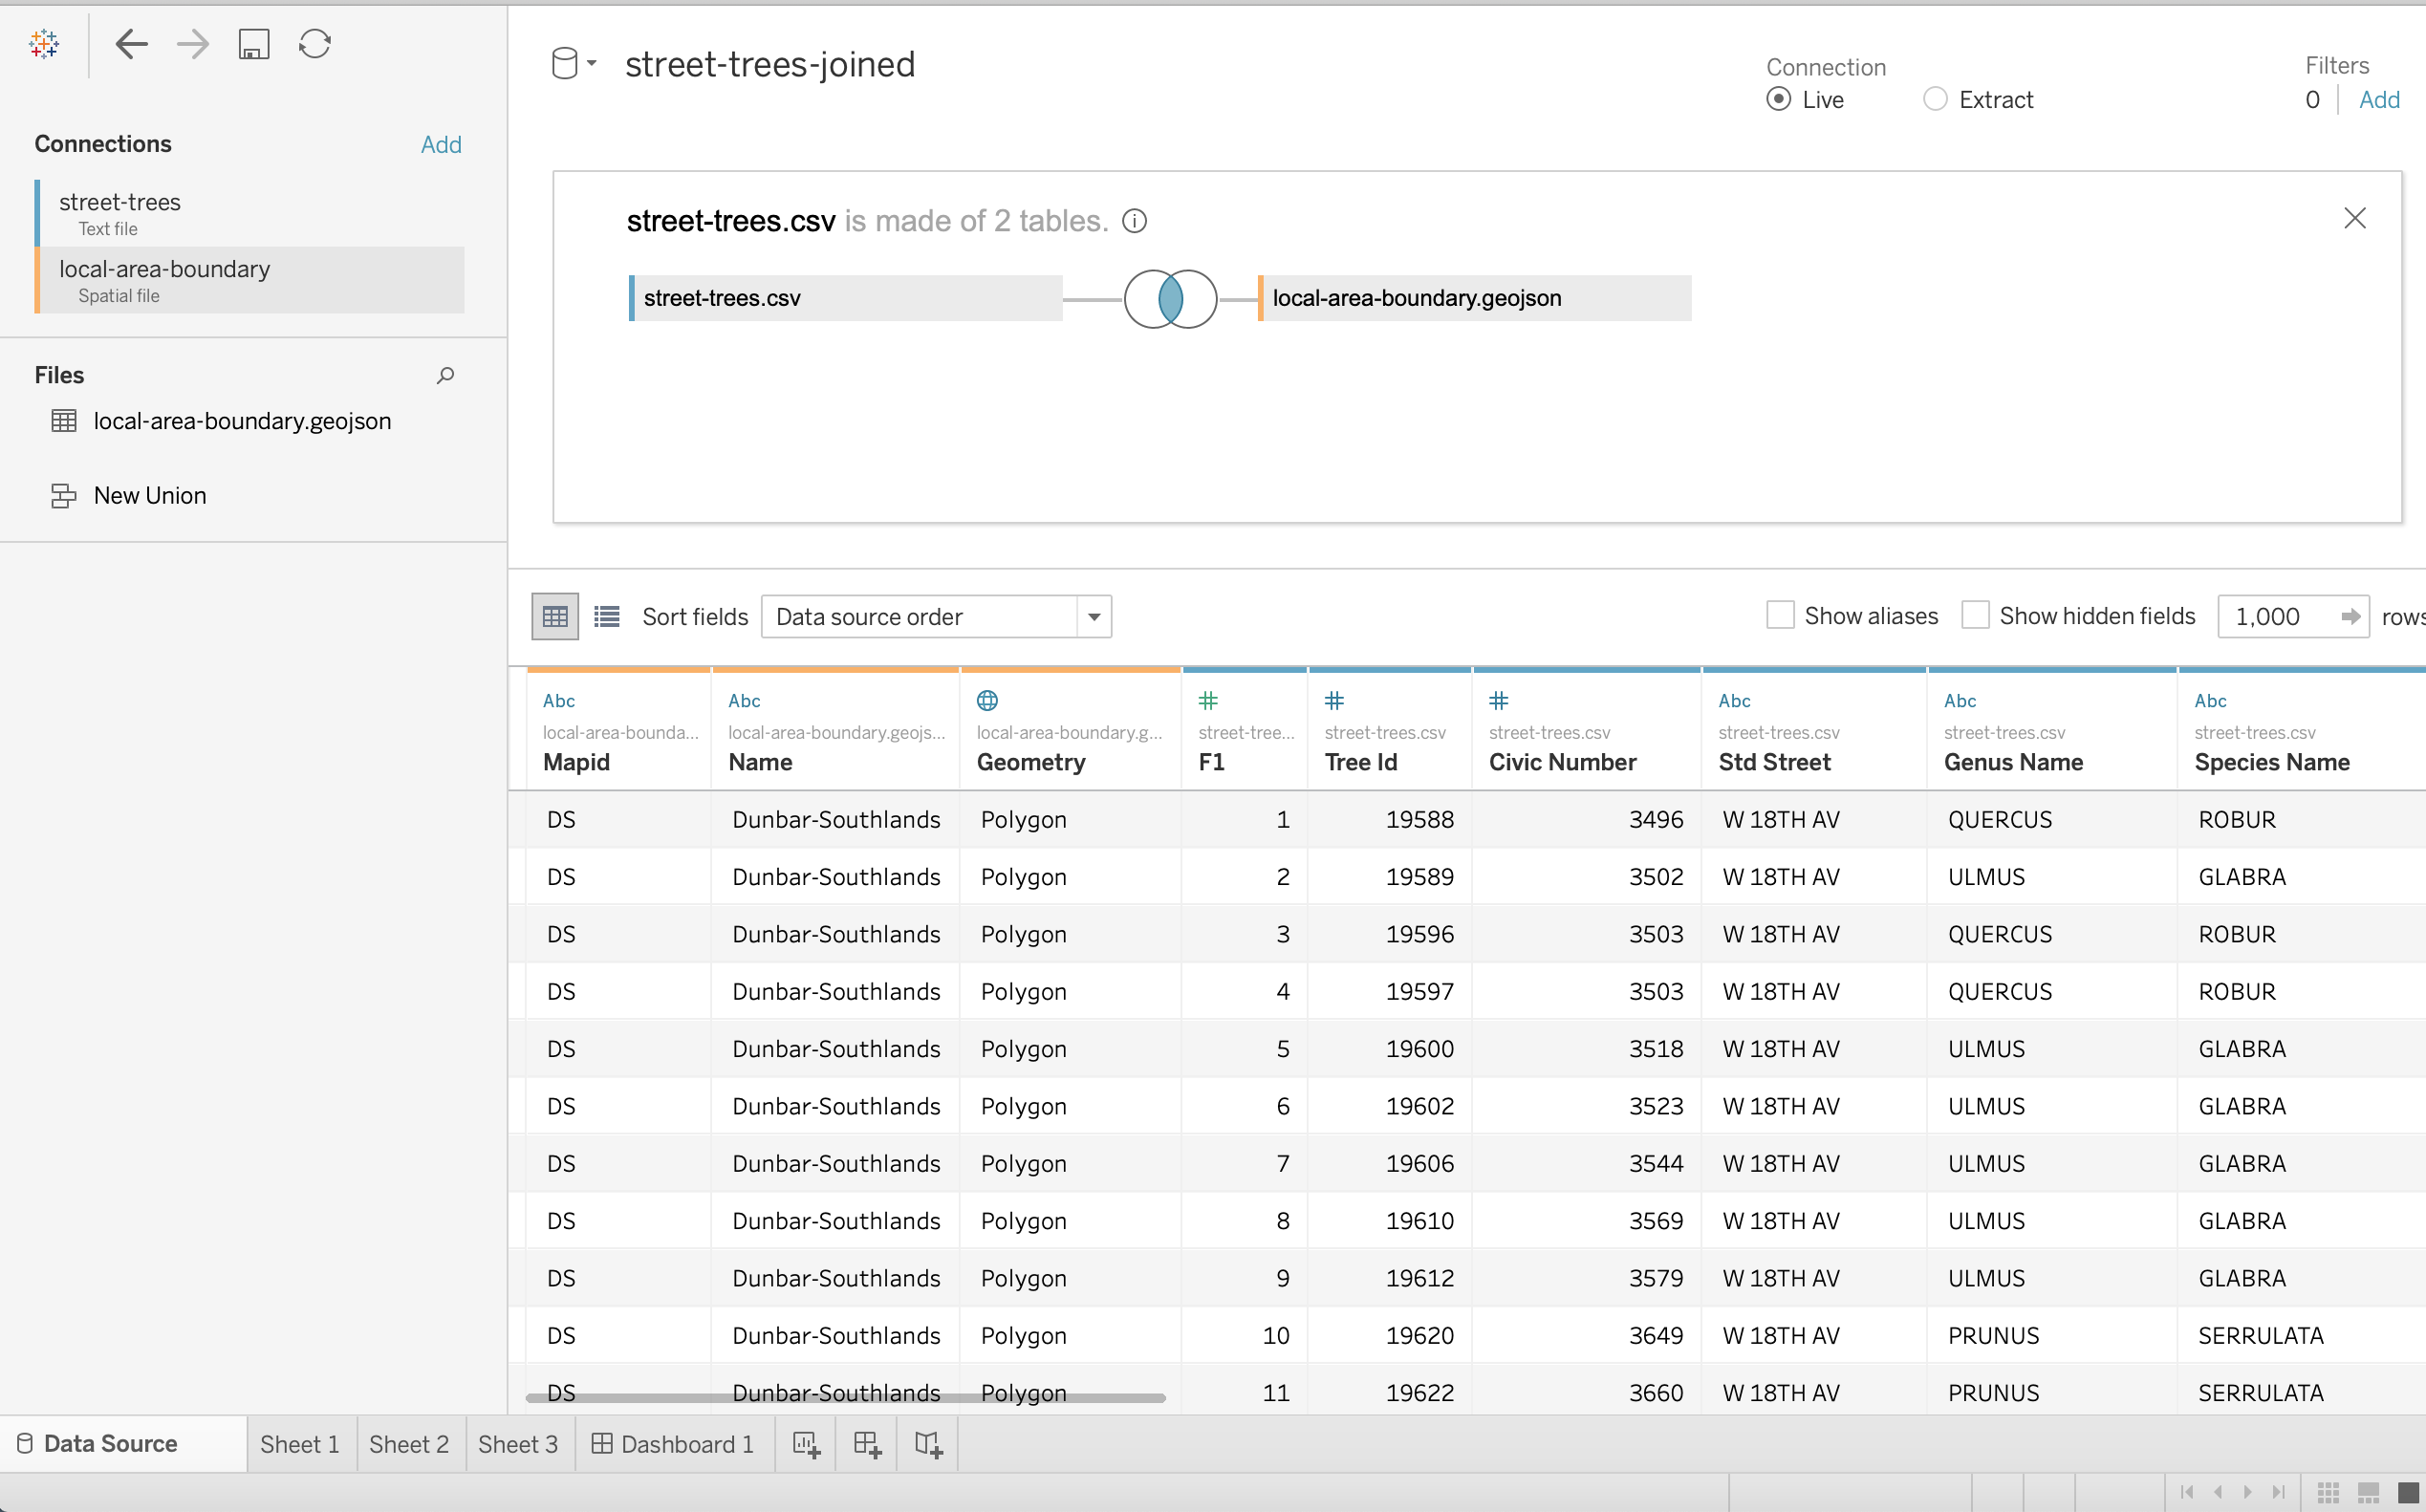 street-trees-joined
Connection
Live Extract
Filters
0 Add
Connections Add
street-trees
Text file
local-area-boundary
Spatial file
street-trees.csv is made of 2 tables.
street-trees.csv local-area-boundary.geojson
Files
local-area-boundary.geojson
New Union
Sort fields Data source order Show aliases Show hidden fields 1,000 rows
Abc Abc # # # Abc Abc Abc
local-area-bounda... local-area-boundary.geojs... local-area-boundary.g... street-tree... street-trees.csv street-trees.csv street-trees.csv street-trees.csv street-trees.csv
Mapid Name Geometry F1 Tree Id Civic Number Std Street Genus Name Species Name
DS Dunbar-Southlands Polygon 1 19588 3496 W 18TH AV QUERCUS ROBUR
DS Dunbar-Southlands Polygon 2 19589 3502 W 18TH AV ULMUS GLABRA
DS Dunbar-Southlands Polygon 3 19596 3503 W 18TH AV QUERCUS ROBUR
DS Dunbar-Southlands Polygon 4 19597 3503 W 18TH AV QUERCUS ROBUR
DS Dunbar-Southlands Polygon 5 19600 3518 W 18TH AV ULMUS GLABRA
DS Dunbar-Southlands Polygon 6 19602 3523 W 18TH AV ULMUS GLABRA
DS Dunbar-Southlands Polygon 7 19606 3544 W 18TH AV ULMUS GLABRA
DS Dunbar-Southlands Polygon 8 19610 3569 W 18TH AV ULMUS GLABRA
DS Dunbar-Southlands Polygon 9 19612 3579 W 18TH AV ULMUS GLABRA
DS Dunbar-Southlands Polygon 10 19620 3649 W 18TH AV PRUNUS SERRULATA
DS Dunbar-Southlands Polygon 11 19622 3660 W 18TH AV PRUNUS SERRULATA
Data Source Sheet 1 Sheet 2 Sheet 3 Dashboard 1